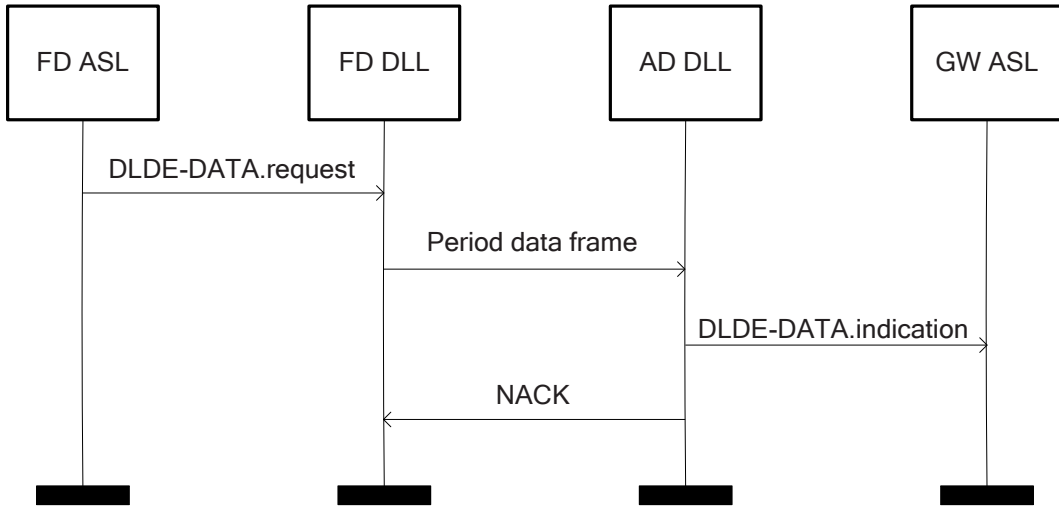 FD ASL
FD DLL
AD DLL
GW ASL
DLDE-DATA.request
Period data frame
DLDE-DATA.indication
NACK